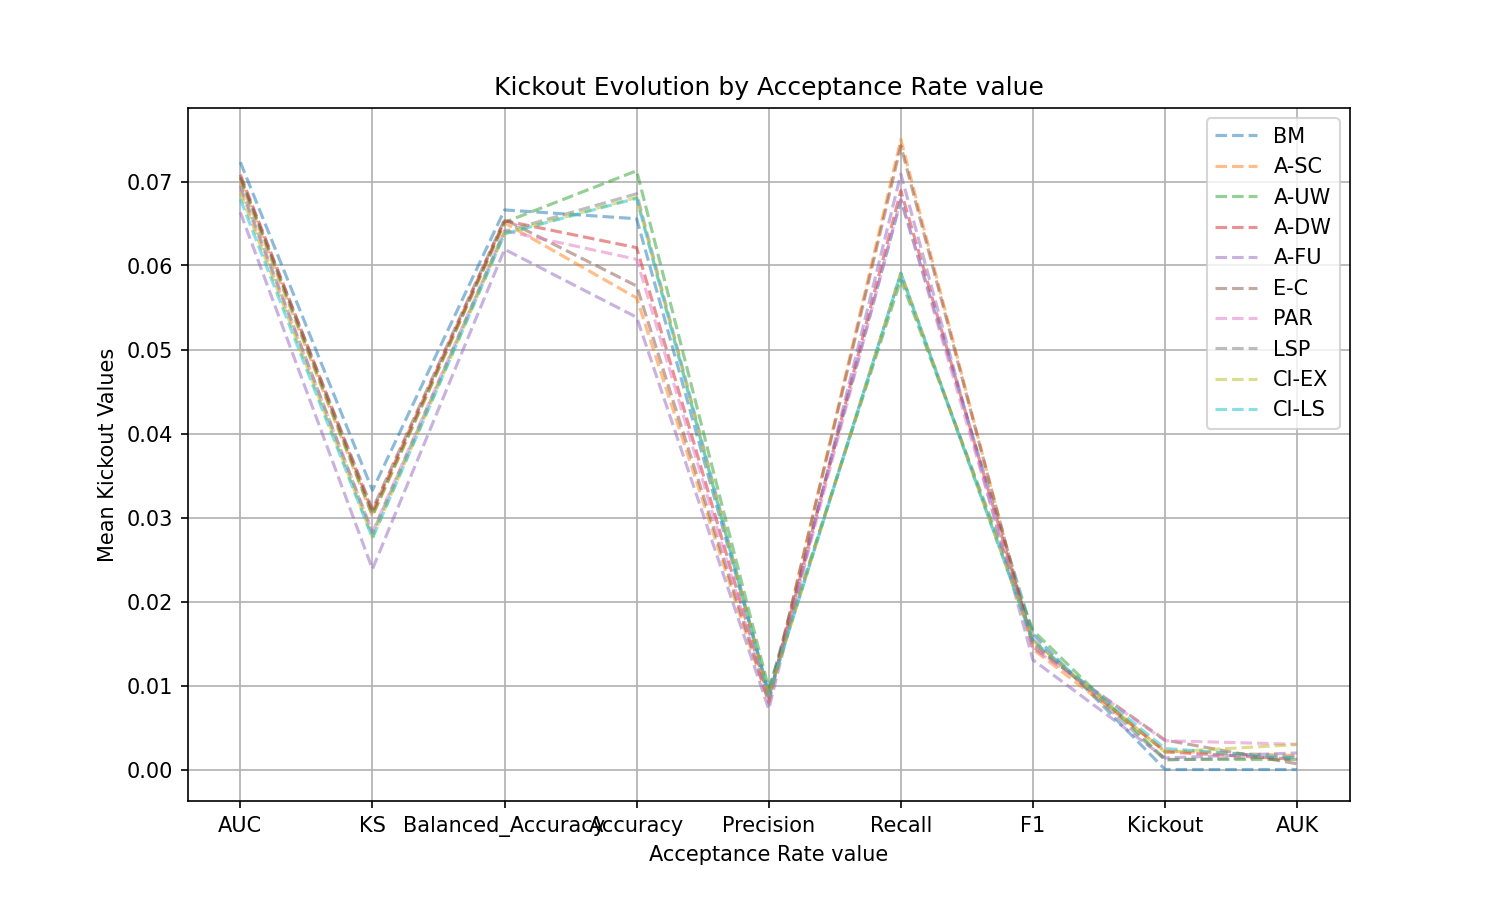 Kickout Evolution by Acceptance Rate value
BM
A-SC
A-UW
A-DW
A-FU
E-C
PAR
LSP
CI-EX
CI-LS
Mean Kickout Values
0.07
0.06
0.05
0.04
0.03
0.02
0.01
0.00
AUC KS Balanced_Accuracy Accuracy Precision Recall F1 Kickout AUK
Acceptance Rate value